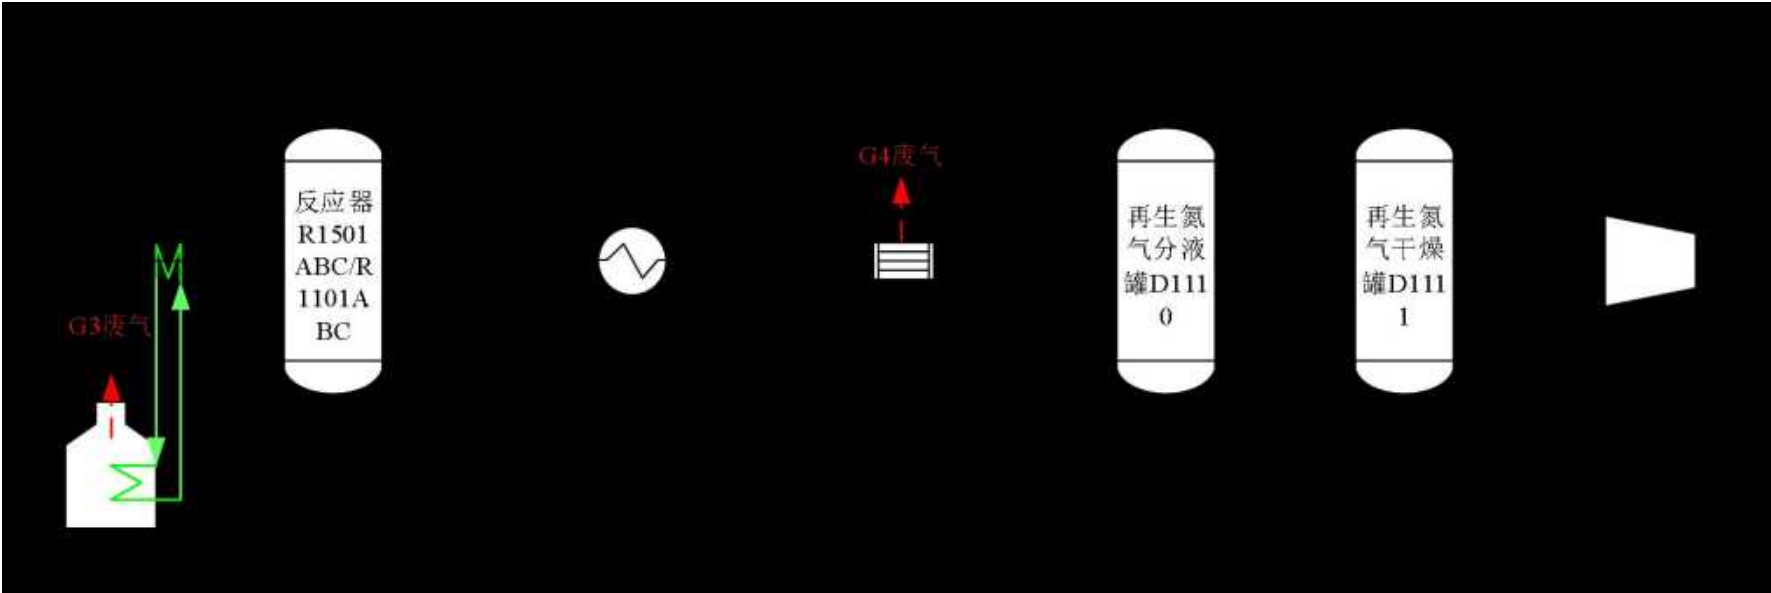 G4废气
反应器
R1501
ABC/R
1101A
BC
再生氮
气分液
罐D111
0
再生氮
气干燥
罐D111
1
G3废气